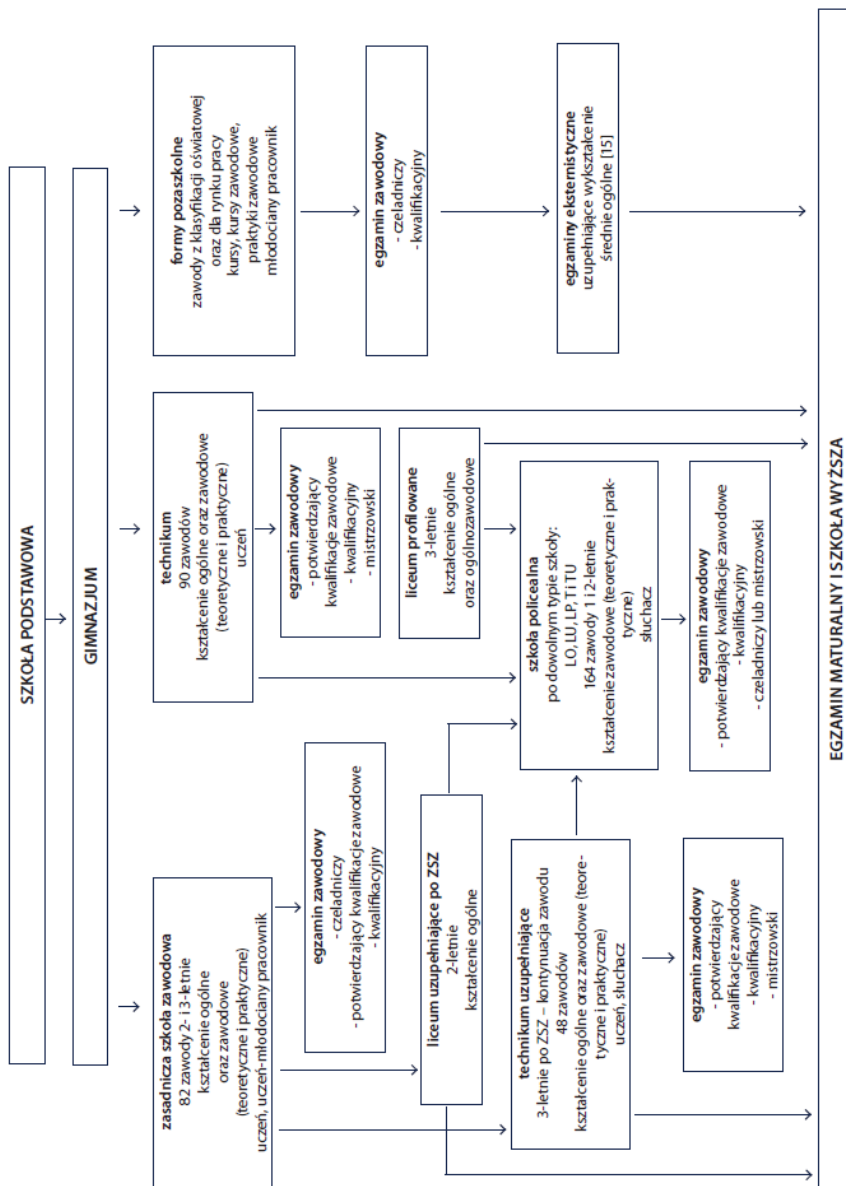 SZKOŁA PODSTAWOWA
GIMNAZJUM
zasadnicza szkoła zawodowa
82 zawody 2- i 3-letnie
kształcenie ogólne
oraz zawodowe
(teoretyczne i praktyczne)
uczeń, uczeń-młodociany pracownik
egzamin zawodowy
- czeladniczy
- potwierdzający kwalifikacje zawodowe
- kwalifikacyjny
liceum uzupełniające po ZSZ
2-letnie
kształcenie ogólne
technikum uzupełniające
3-letnie po ZSZ – kontynuacja zawodu
48 zawodów
kształcenie ogólne oraz zawodowe (teore-
tyczne i praktyczne)
uczeń, słuchacz
egzamin zawodowy
- potwierdzający
kwalifikacje zawodowe
- kwalifikacyjny
- mistrzowski
technikum
90 zawodów
kształcenie ogólne oraz zawodowe
(teoretyczne i praktyczne)
uczeń
egzamin zawodowy
- potwierdzający
kwalifikacje zawodowe
- kwalifikacyjny
- mistrzowski
liceum profilowane
3-letnie
kształcenie ogólne
oraz ogólnozawodowe
szkoła policealna
po dowolnym typie szkoły:
LO, LU, LP, T i TU
164 zawody 1 i 2-letnie
kształcenie zawodowe (teoretyczne i prak-
tyczne)
słuchacz
egzamin zawodowy
- potwierdzający kwalifikacje zawodowe
- kwalifikacyjny
- czeladniczy lub mistrzowski
formy pozaszkolne
zawody z klasyfikacji oświatowej
oraz dla rynku pracy
kursy, kursy zawodowe,
praktyki zawodowe
młodociany pracownik
egzamin zawodowy
- czeladniczy
- kwalifikacyjny
egzaminy eksternistyczne
uzupełniające wykształcenie
średnie ogólne [15]
EGZAMIN MATURALNY I SZKOŁA WYŻSZA